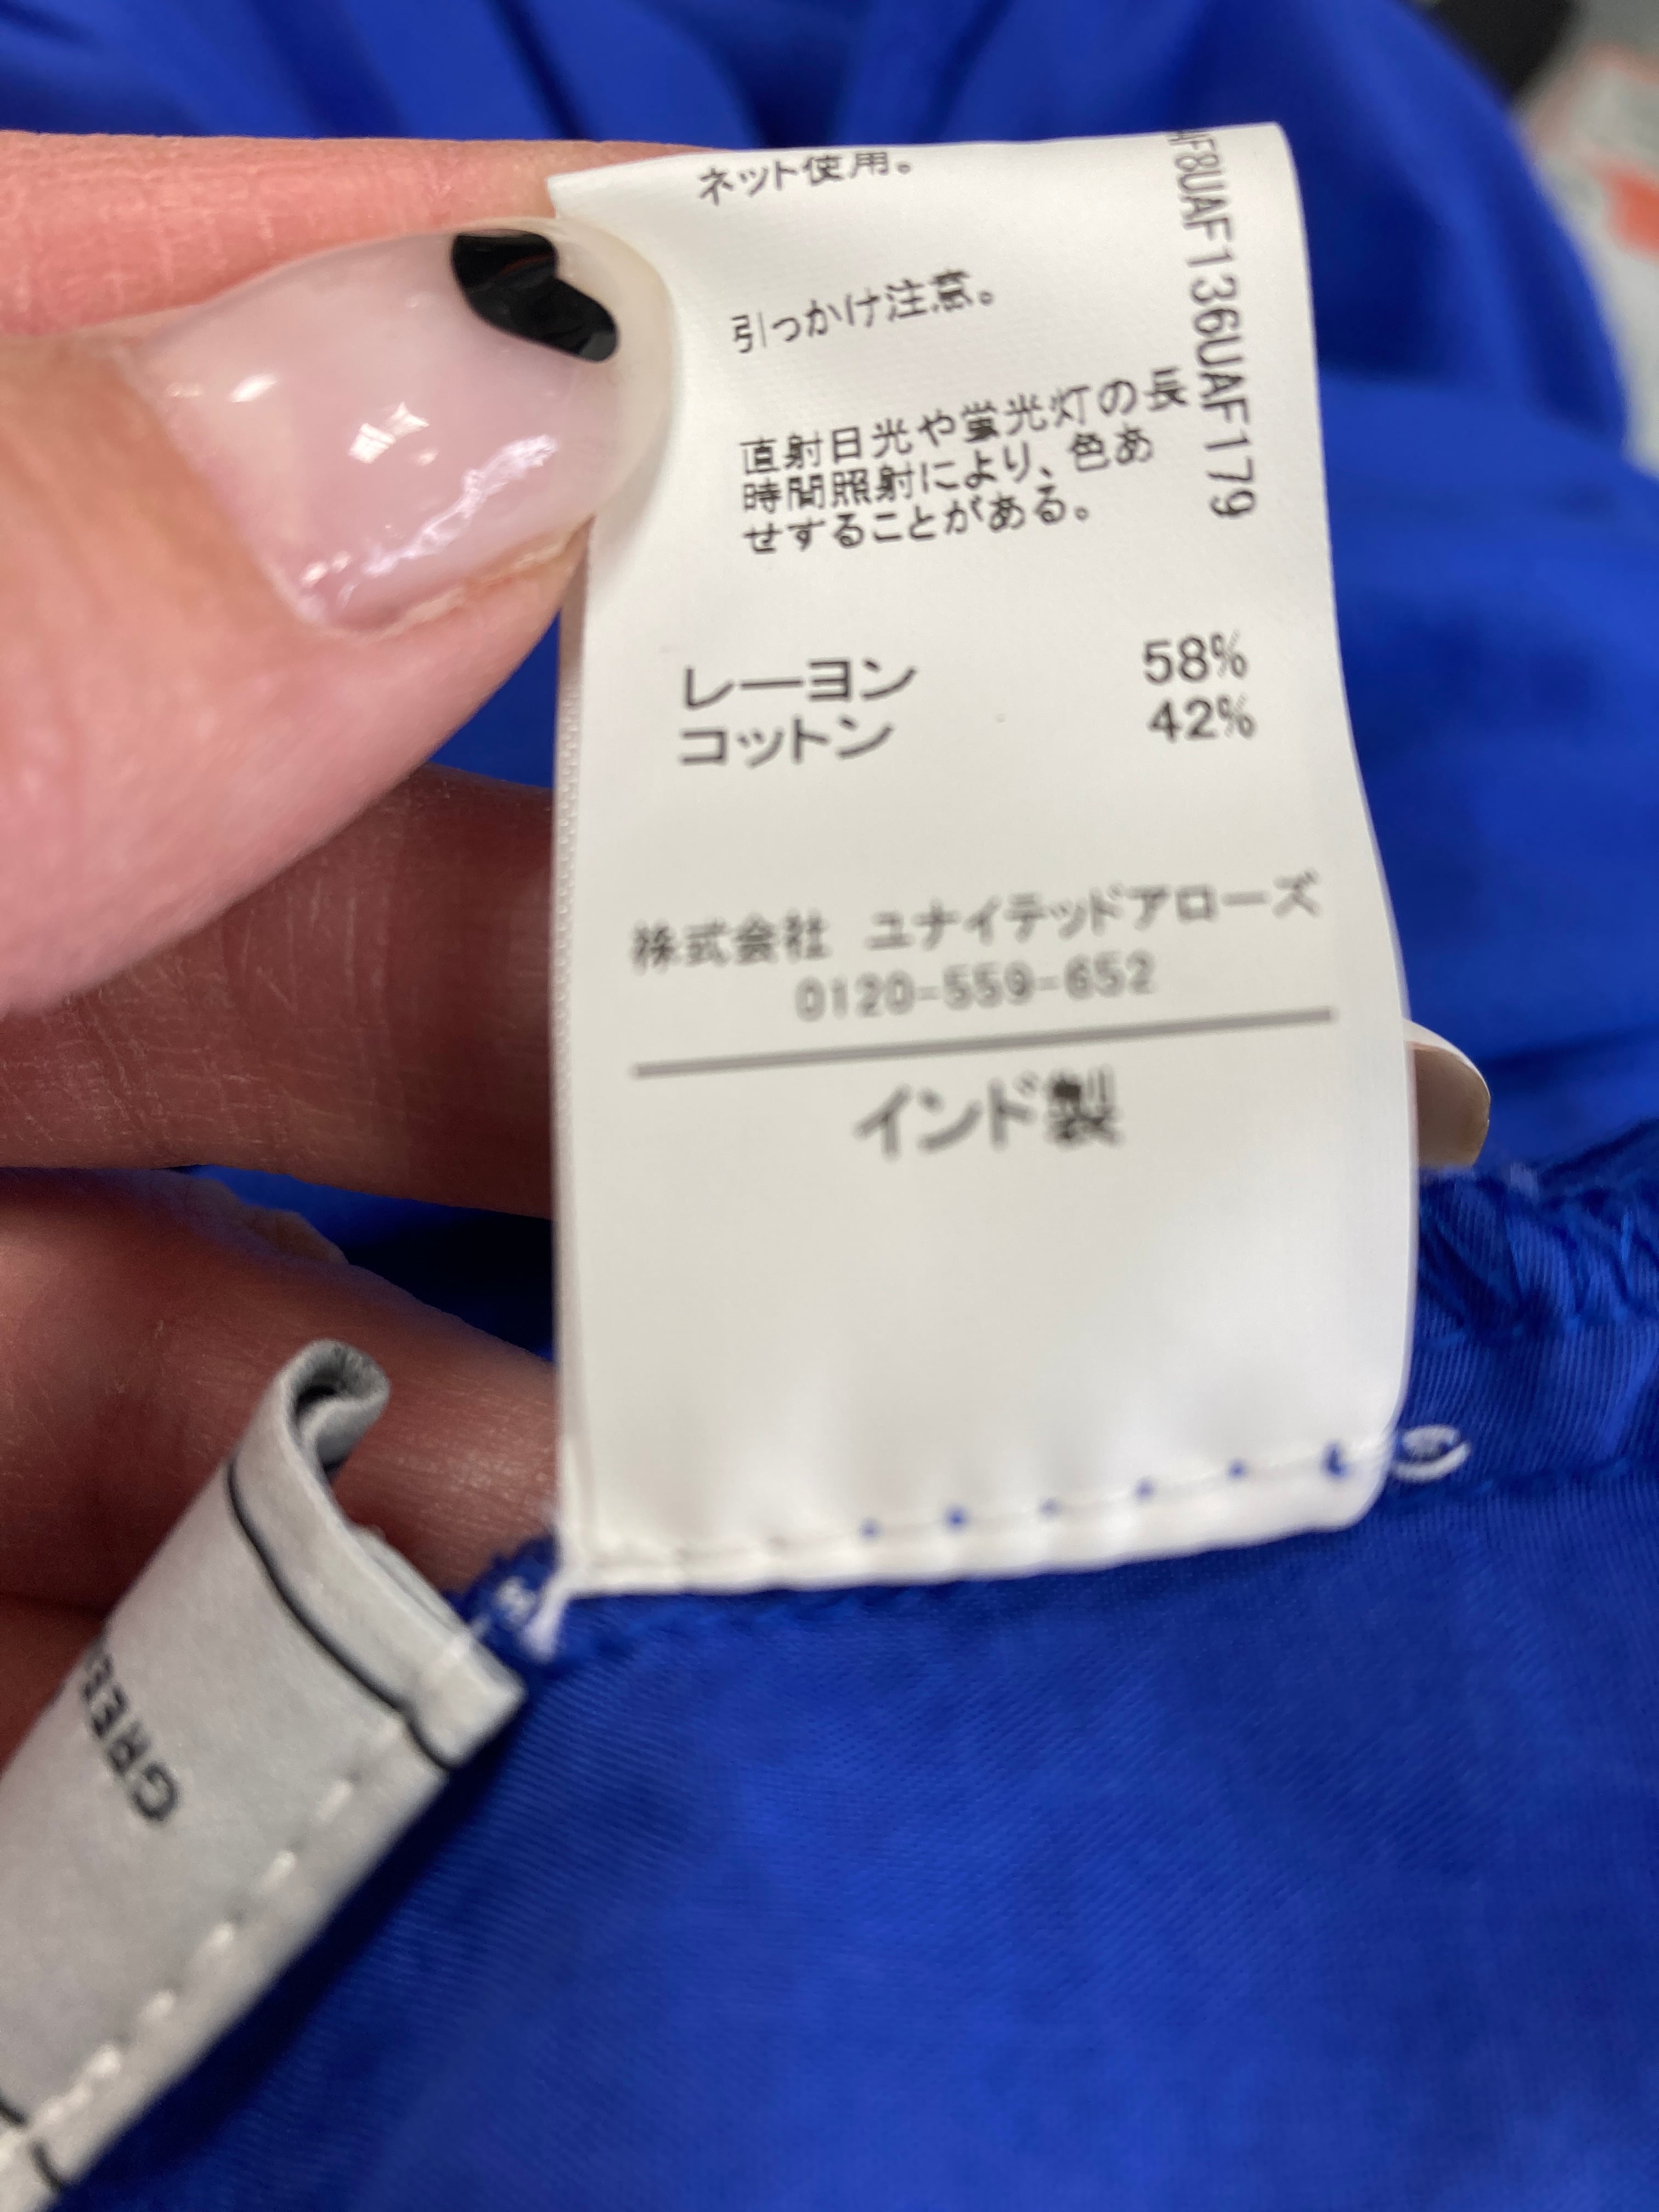 ネット使用。
引っかけ注意。
直射日光や蛍光灯の長
時間照射により、色あ
せすることがある。
F8UAF136UAF179
レーヨン 58%
コットン 42%
株式会社 ユナイテッドアローズ
0120-559-652
インド製
GREE